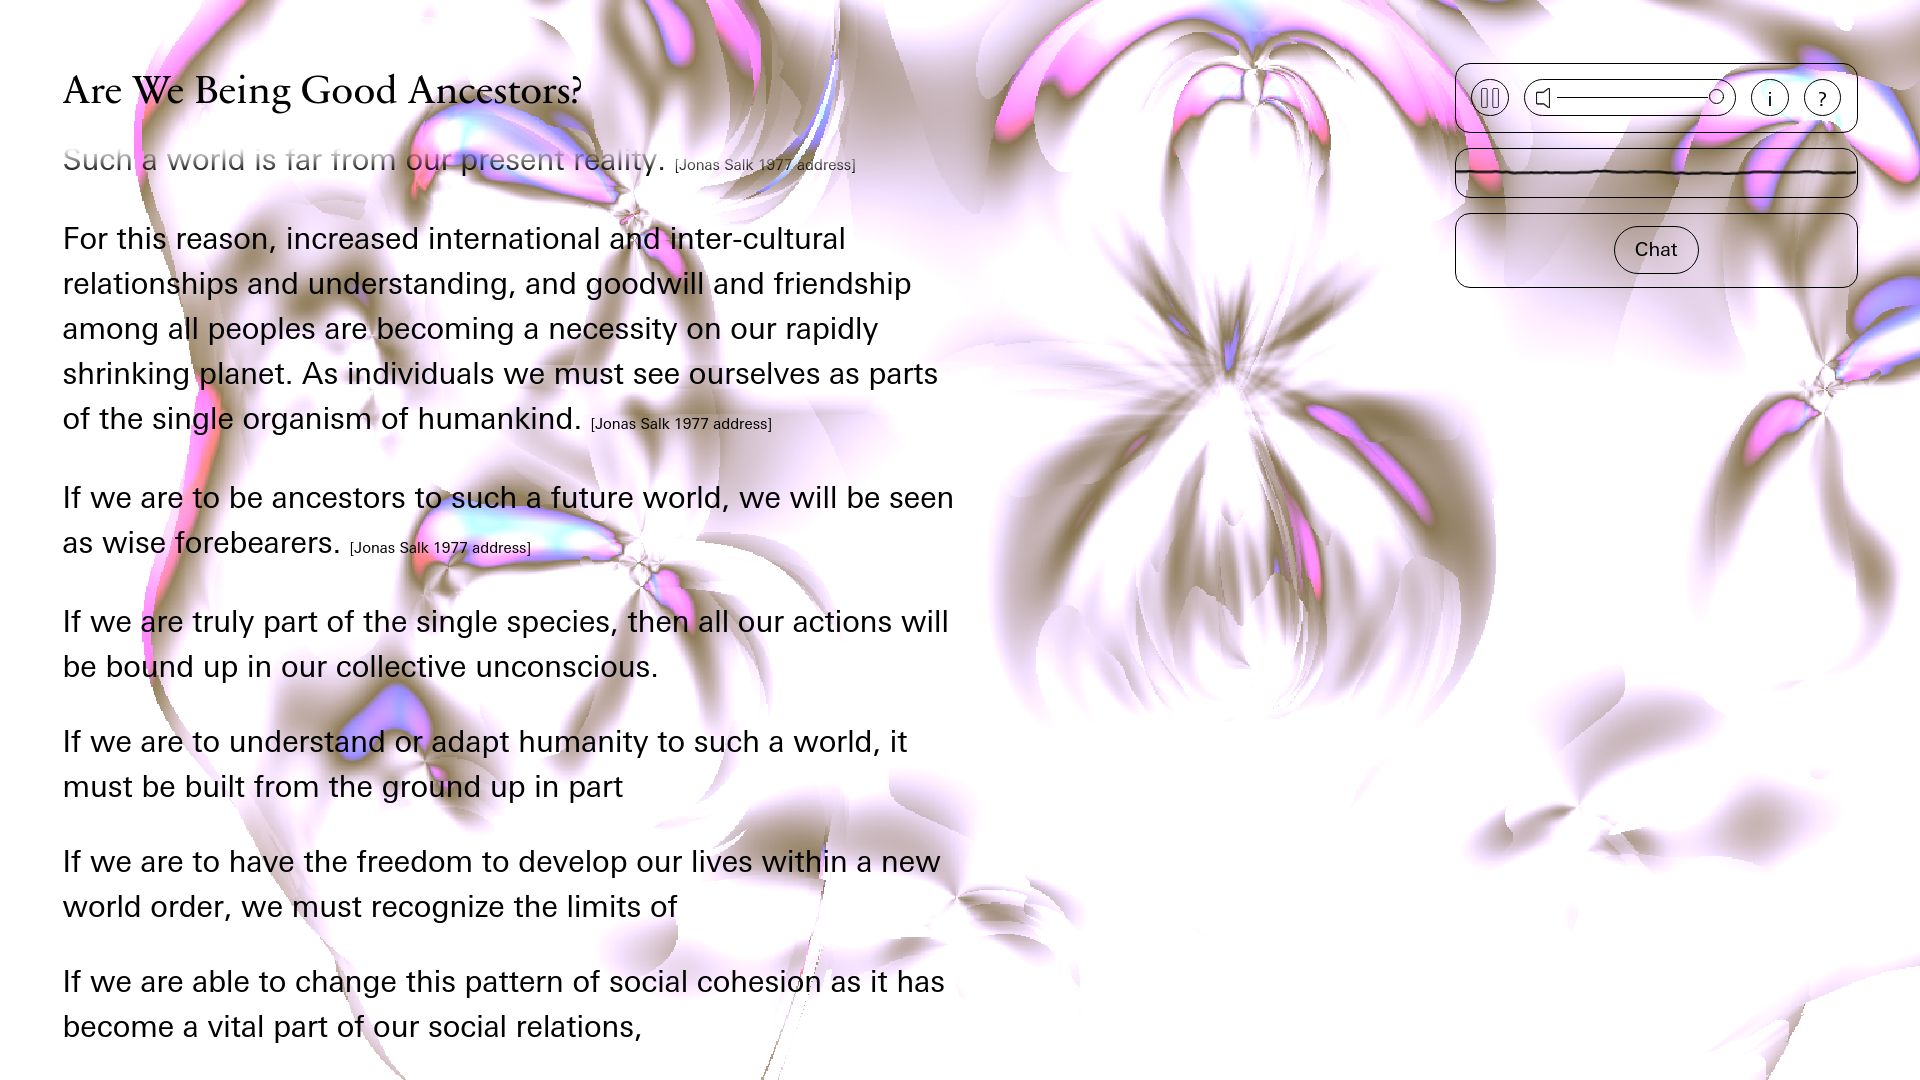 Are We Being Good Ancestors?
Such a world is far from our present reality. [Jonas Salk 1977 address]
For this reason, increased international and inter-cultural
relationships and understanding, and goodwill and friendship
among all peoples are becoming a necessity on our rapidly
shrinking planet. As individuals we must see ourselves as parts
of the single organism of humankind. [Jonas Salk 1977 address]
If we are to be ancestors to such a future world, we will be seen
as wise forebearers. [Jonas Salk 1977 address]
If we are truly part of the single species, then all our actions will
be bound up in our collective unconscious.
If we are to understand or adapt humanity to such a world, it
must be built from the ground up in part
If we are to have the freedom to develop our lives within a new
world order, we must recognize the limits of
If we are able to change this pattern of social cohesion as it has
become a vital part of our social relations,
i
?
Chat